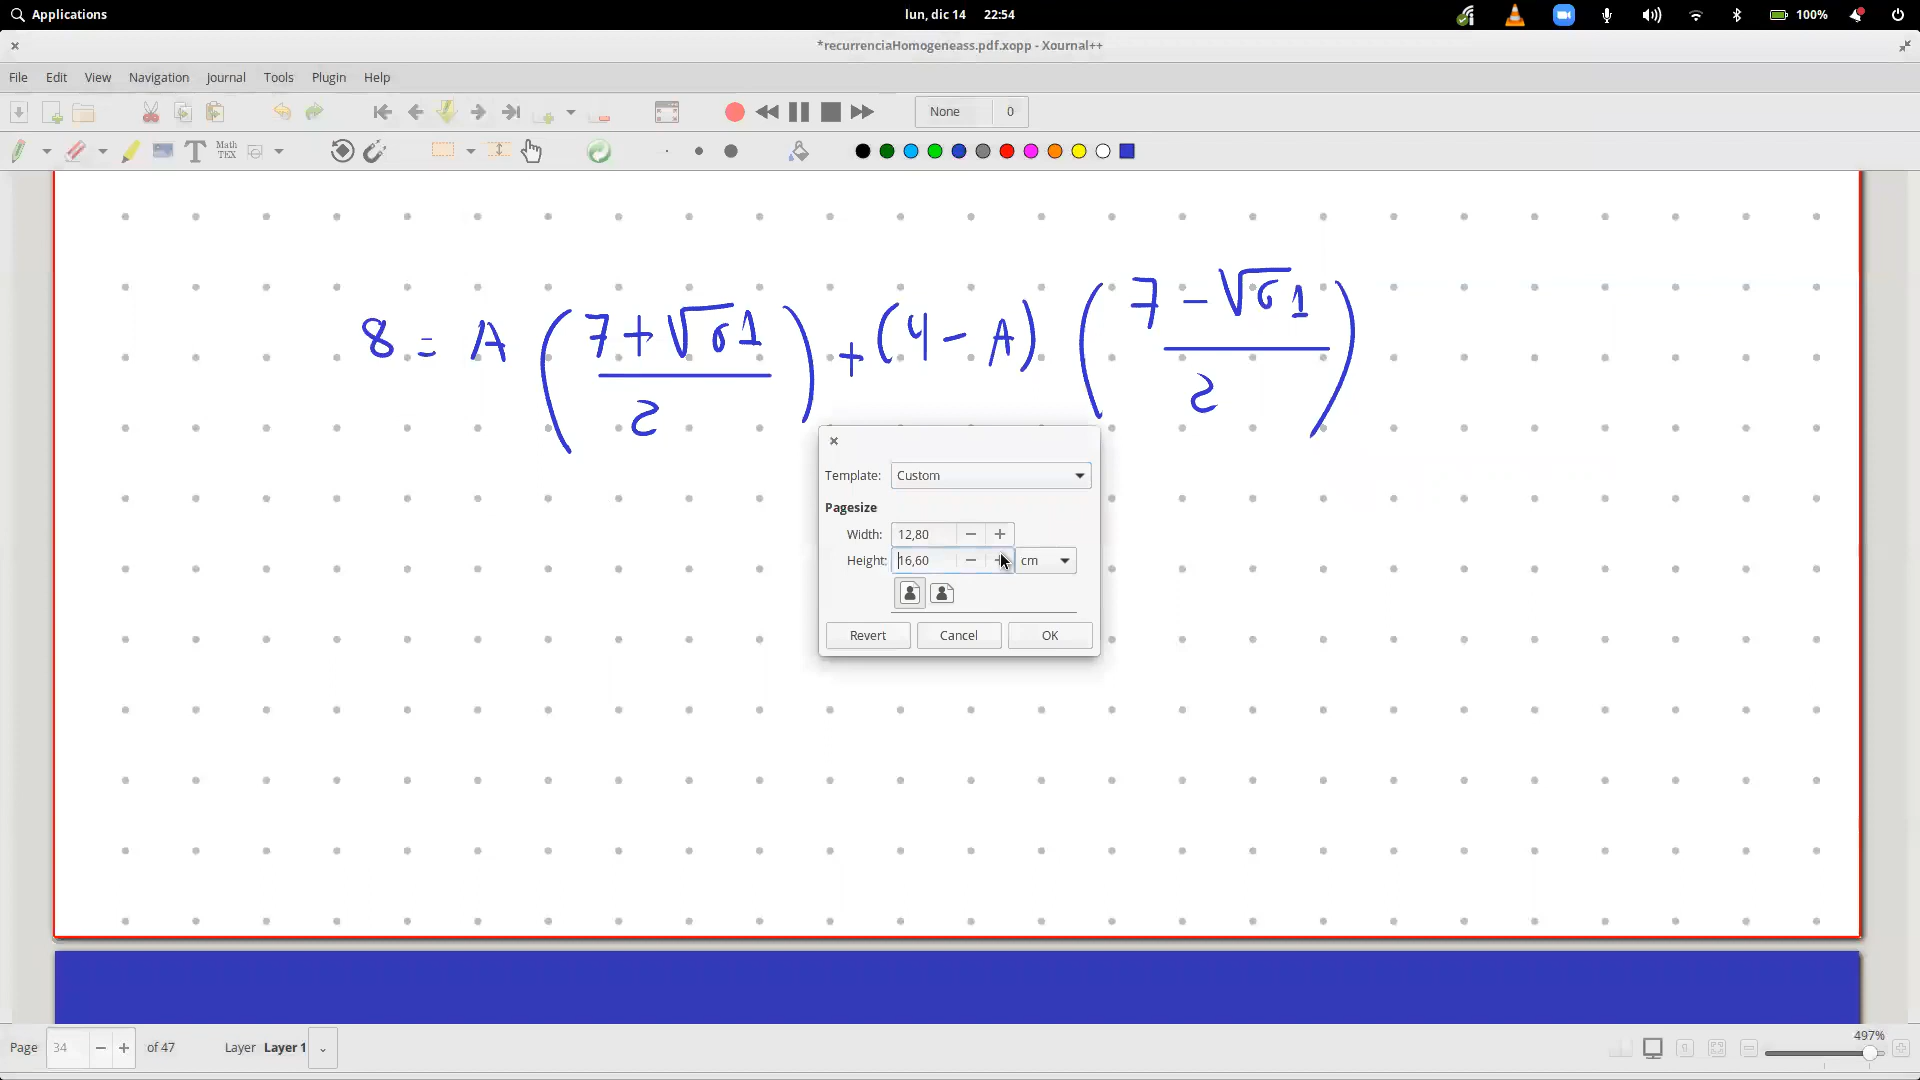 Applications
lun, dic 14 22:54
100%
*recurrenciaHomogeneass.pdf.xopp - Xournal++
File Edit View Navigation Journal Tools Plugin Help
None 0
T Math TEX
8 = A ( (7 + √61) / 2 ) + (4 - A) ( (7 - √61) / 2 )
Template: Custom
Pagesize
Width: 12,80
Height: 16,60 cm
Revert Cancel OK
Page 34 of 47 Layer Layer 1
497%